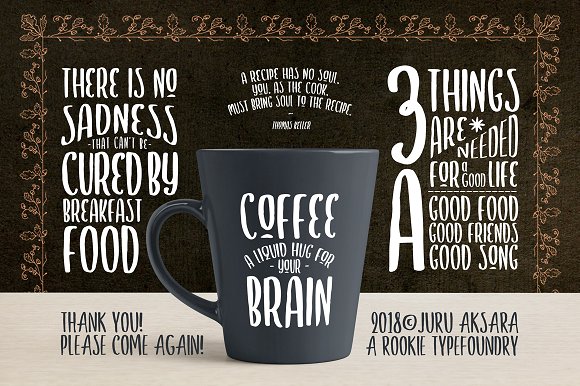 THERE IS NO
SADNESS
-THAT CAN'T BE-
CURED BY
BREAKFAST
FOOD
A RECIPE HAS NO SOUL.
YOU, AS THE COOK,
MUST BRING SOUL TO THE RECIPE.
THOMAS KELLER
3 THINGS
ARE*NEEDED
FOR A GOOD LIFE
A GOOD FOOD
GOOD FRIENDS
GOOD SONG
COFFEE
A LIQUID HUG FOR
- YOUR -
BRAIN
THANK YOU!
PLEASE COME AGAIN!
2018©JURU AKSARA
A ROOKIE TYPEFOUNDRY